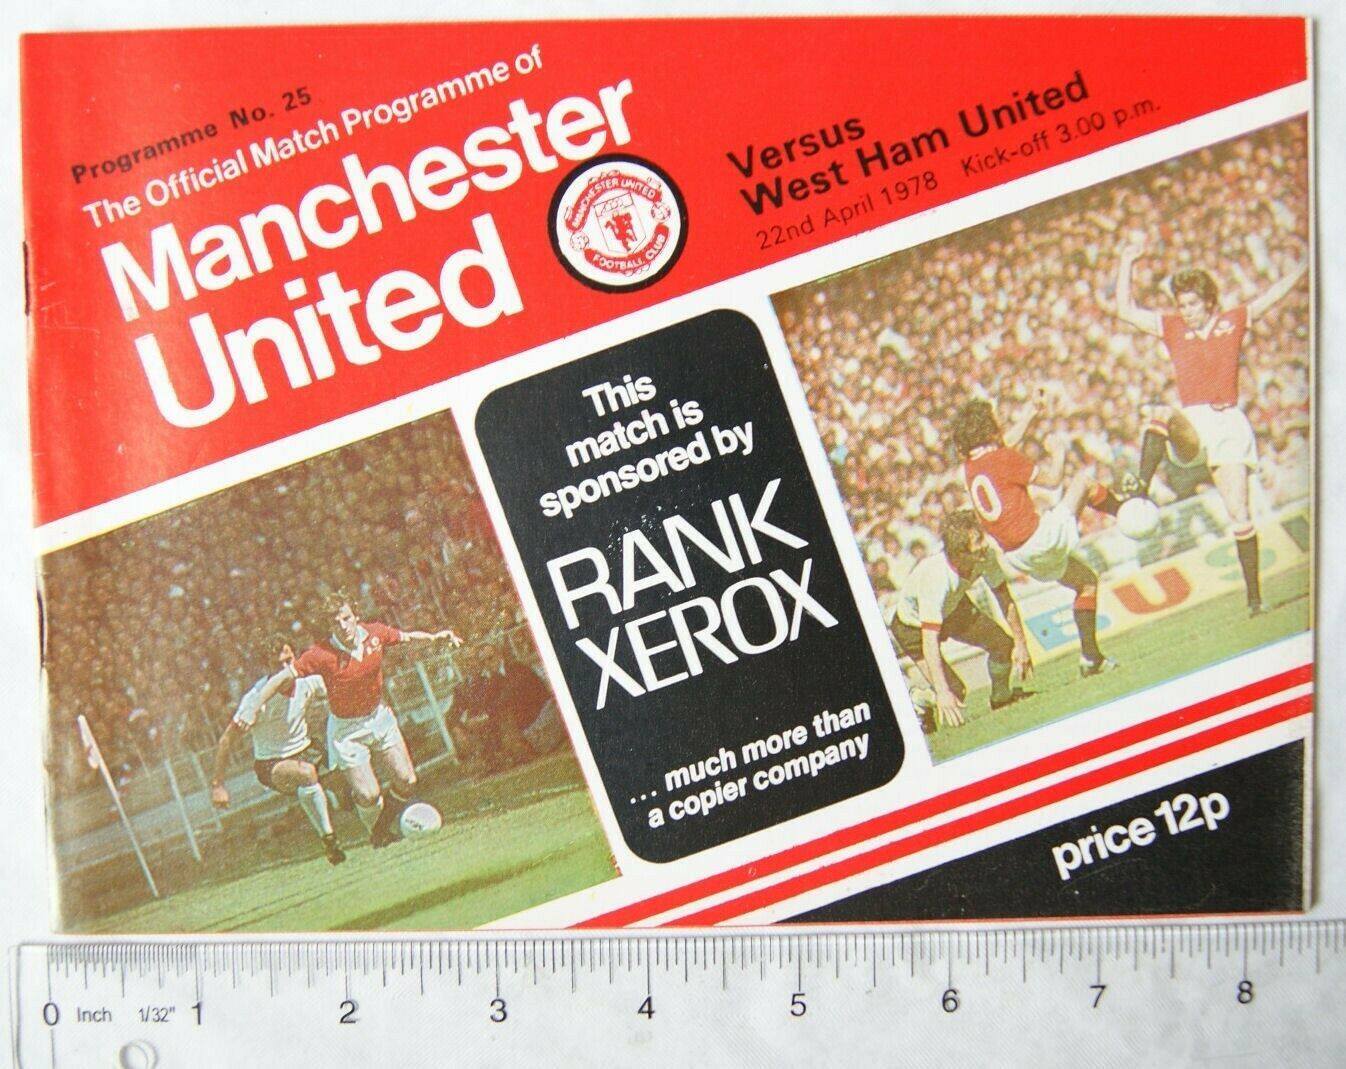 Programme No. 25
The Official Match Programme of
Manchester
United
MANCHESTER UNITED
FOOTBALL CLUB
Versus
West Ham United
22nd April 1978 Kick-off 3.00 p.m.
This
match is
sponsored by
RANK
XEROX
... much more than
a copier company
0
price 12p
0 Inch 1/32" 1 2 3 4 5 6 7 8